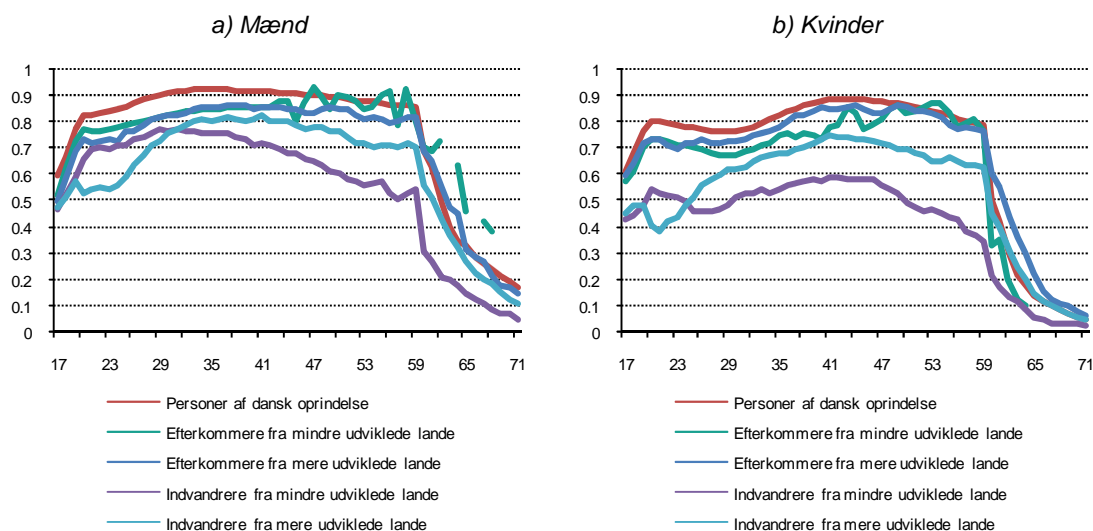 a) Mænd
1
0.9
0.8
0.7
0.6
0.5
0.4
0.3
0.2
0.1
0
17 23 29 35 41 47 53 59 65 71
Personer af dansk oprindelse
Efterkommere fra mindre udviklede lande
Efterkommere fra mere udviklede lande
Indvandrere fra mindre udviklede lande
Indvandrere fra mere udviklede lande
b) Kvinder
1
0.9
0.8
0.7
0.6
0.5
0.4
0.3
0.2
0.1
0
17 23 29 35 41 47 53 59 65 71
Personer af dansk oprindelse
Efterkommere fra mindre udviklede lande
Efterkommere fra mere udviklede lande
Indvandrere fra mindre udviklede lande
Indvandrere fra mere udviklede lande